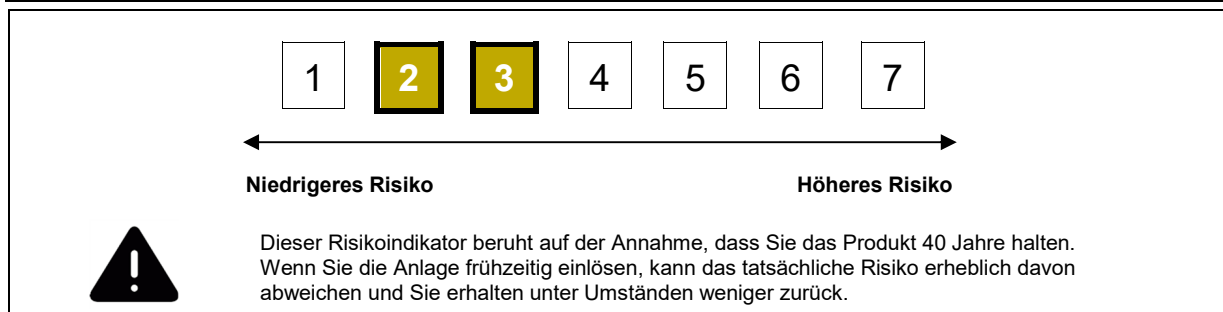 1 2 3 4 5 6 7
Niedrigeres Risiko Höheres Risiko
Dieser Risikoindikator beruht auf der Annahme, dass Sie das Produkt 40 Jahre halten.
Wenn Sie die Anlage frühzeitig einlösen, kann das tatsächliche Risiko erheblich davon
abweichen und Sie erhalten unter Umständen weniger zurück.